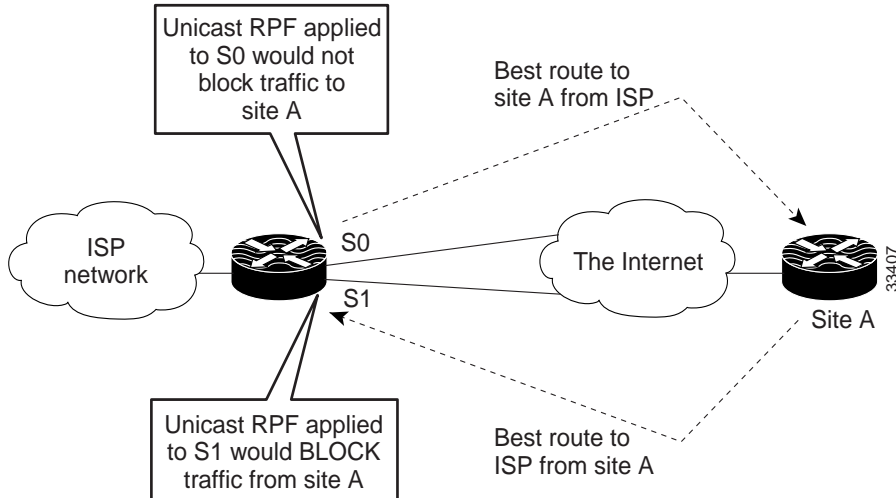 Unicast RPF applied
to S0 would not
block traffic to
site A
Best route to
site A from ISP
ISP
network
S0
S1
The Internet
Site A
33407
Unicast RPF applied
to S1 would BLOCK
traffic from site A
Best route to
ISP from site A